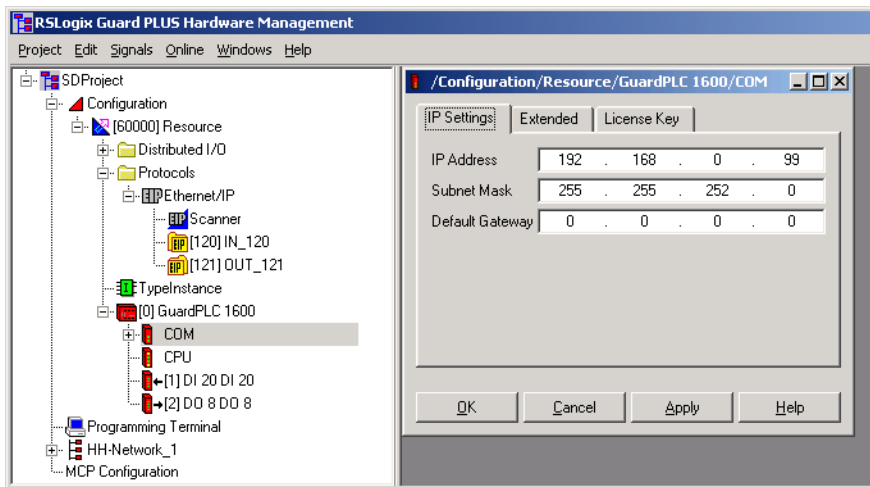 RSLogix Guard PLUS Hardware Management
Project Edit Signals Online Windows Help
SDProject
Configuration
[60000] Resource
Distributed I/O
Protocols
EIP Ethernet/IP
EIP Scanner
EIP [120] IN_120
EIP [121] OUT_121
I TypeInstance
[0] GuardPLC 1600
COM
CPU
[1] DI 20 DI 20
[2] DO 8 DO 8
Programming Terminal
HH-Network_1
MCP Configuration
/Configuration/Resource/GuardPLC 1600/COM
IP Settings Extended License Key
IP Address 192 . 168 . 0 . 99
Subnet Mask 255 . 255 . 252 . 0
Default Gateway 0 . 0 . 0 . 0
OK Cancel Apply Help